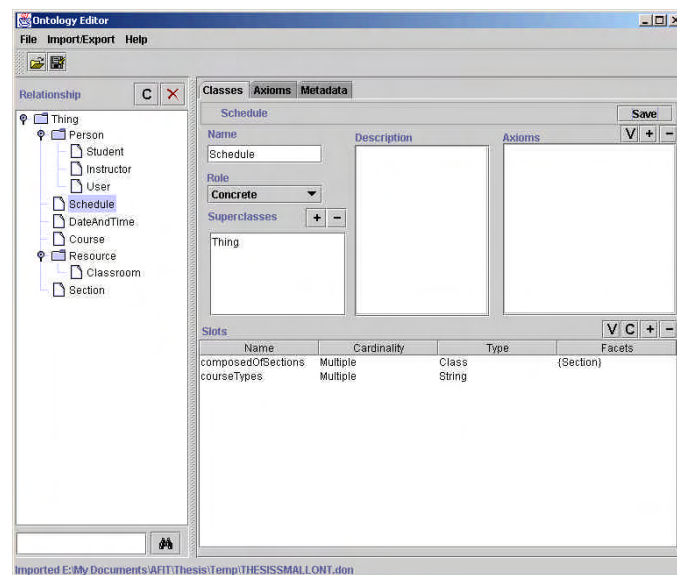 Ontology Editor
File Import/Export Help
Relationship C
Classes Axioms Metadata
Thing
Person
Student
Instructor
User
Schedule
DateAndTime
Course
Resource
Classroom
Section
Schedule Save
Name Description Axioms V + -
Schedule
Role
Concrete
Superclasses + -
Thing
Slots V C + -
Name Cardinality Type Facets
composedOfSections Multiple Class {Section}
courseTypes Multiple String
Imported E:\My Documents\AFIT\Thesis\Temp\THESISSMALLONT.don